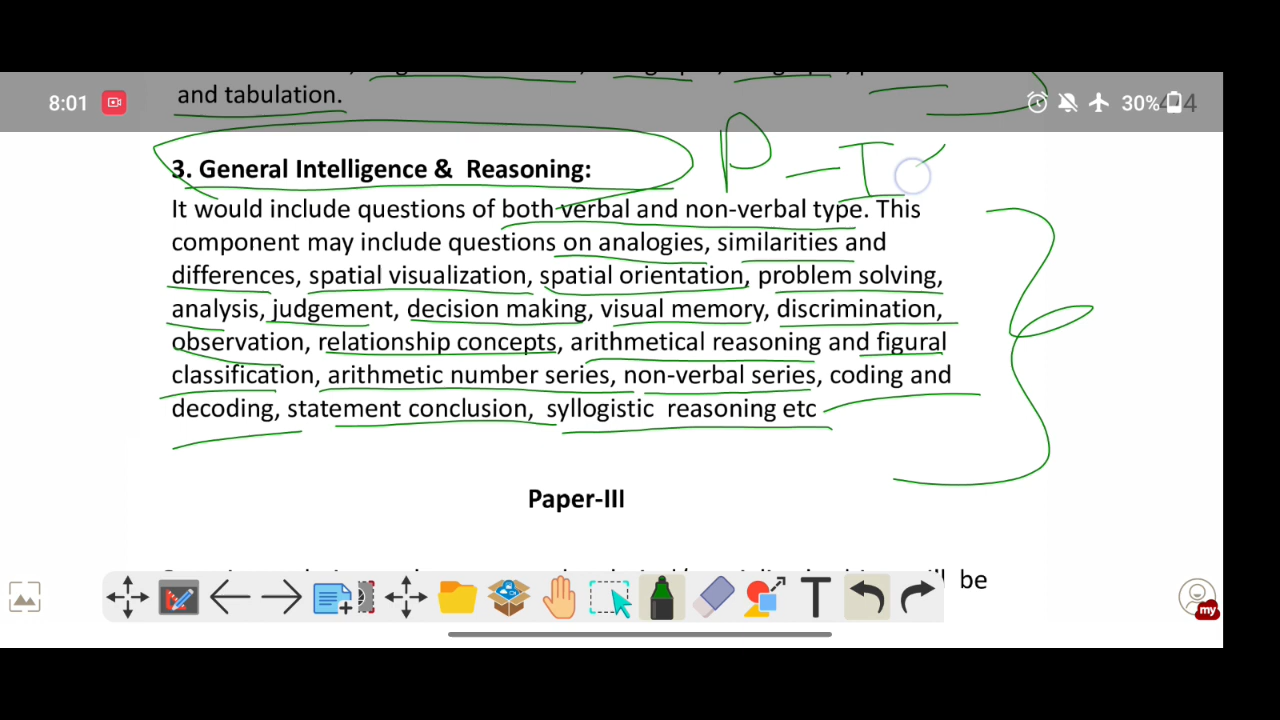 and tabulation.
8:01
30%
3. General Intelligence & Reasoning:
P - I
It would include questions of both verbal and non-verbal type. This
component may include questions on analogies, similarities and
differences, spatial visualization, spatial orientation, problem solving,
analysis, judgement, decision making, visual memory, discrimination,
observation, relationship concepts, arithmetical reasoning and figural
classification, arithmetic number series, non-verbal series, coding and
decoding, statement conclusion, syllogistic reasoning etc
Paper-III
be
T
my